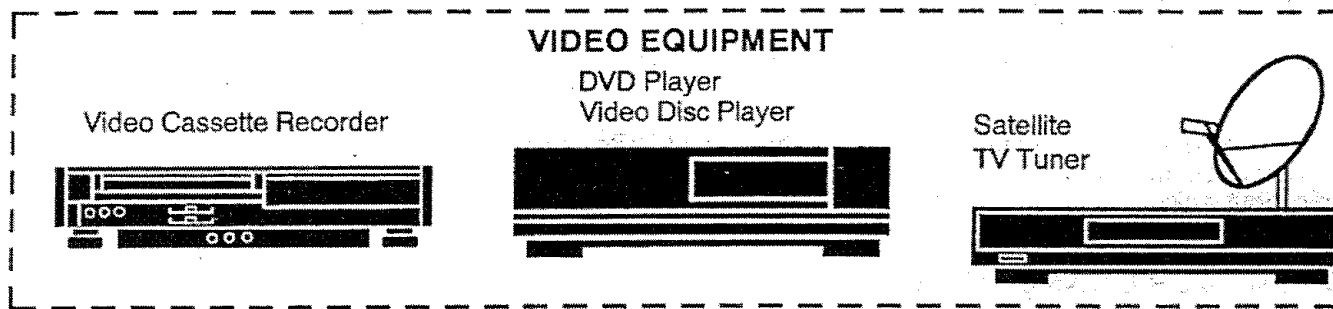 VIDEO EQUIPMENT
DVD Player
Video Disc Player
Video Cassette Recorder
Satellite
TV Tuner